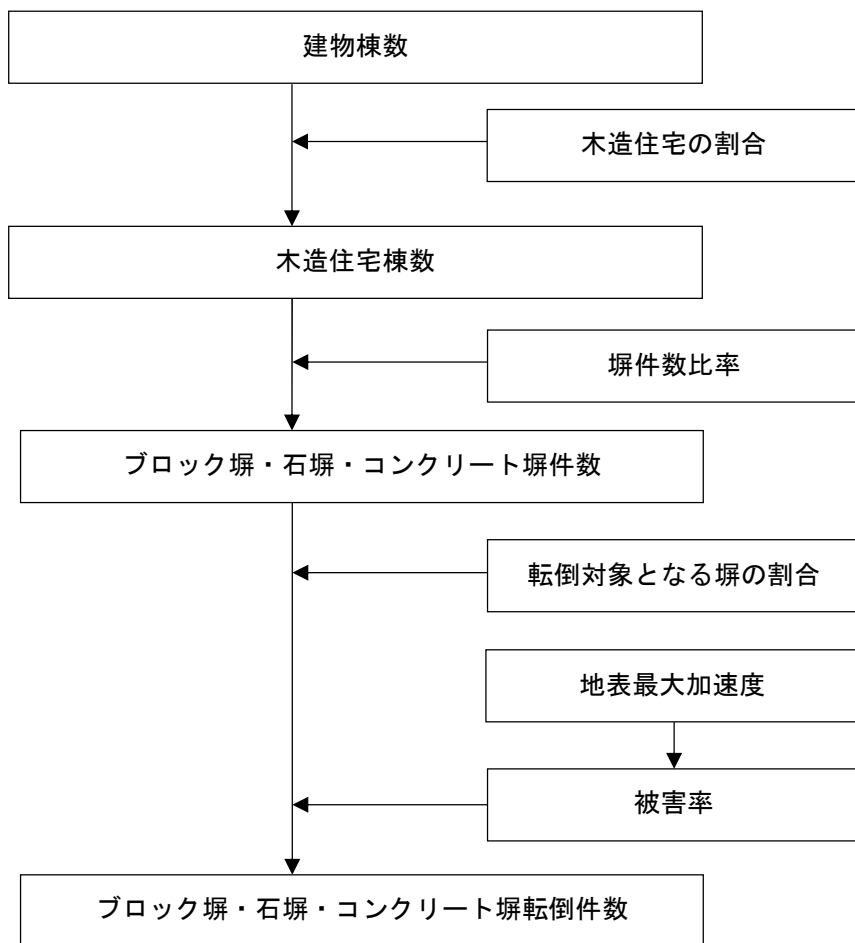 建物棟数
木造住宅の割合
木造住宅棟数
塀件数比率
ブロック塀・石塀・コンクリート塀件数
転倒対象となる塀の割合
地表最大加速度
被害率
ブロック塀・石塀・コンクリート塀転倒件数